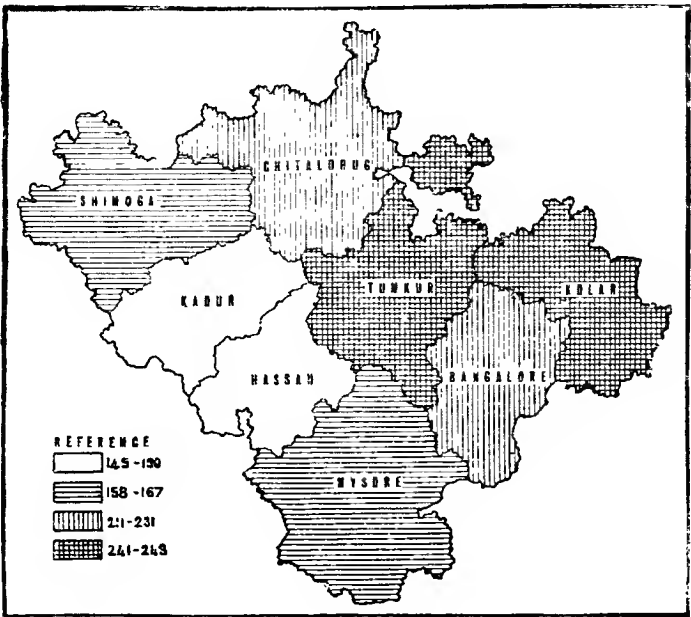 CHITALDRUG
SHIMOGA
TUMKUR
KOLAR
KADUR
HASSAN
BANGALORE
MYSORE
REFERENCE
145-150
158-167
211-231
241-249